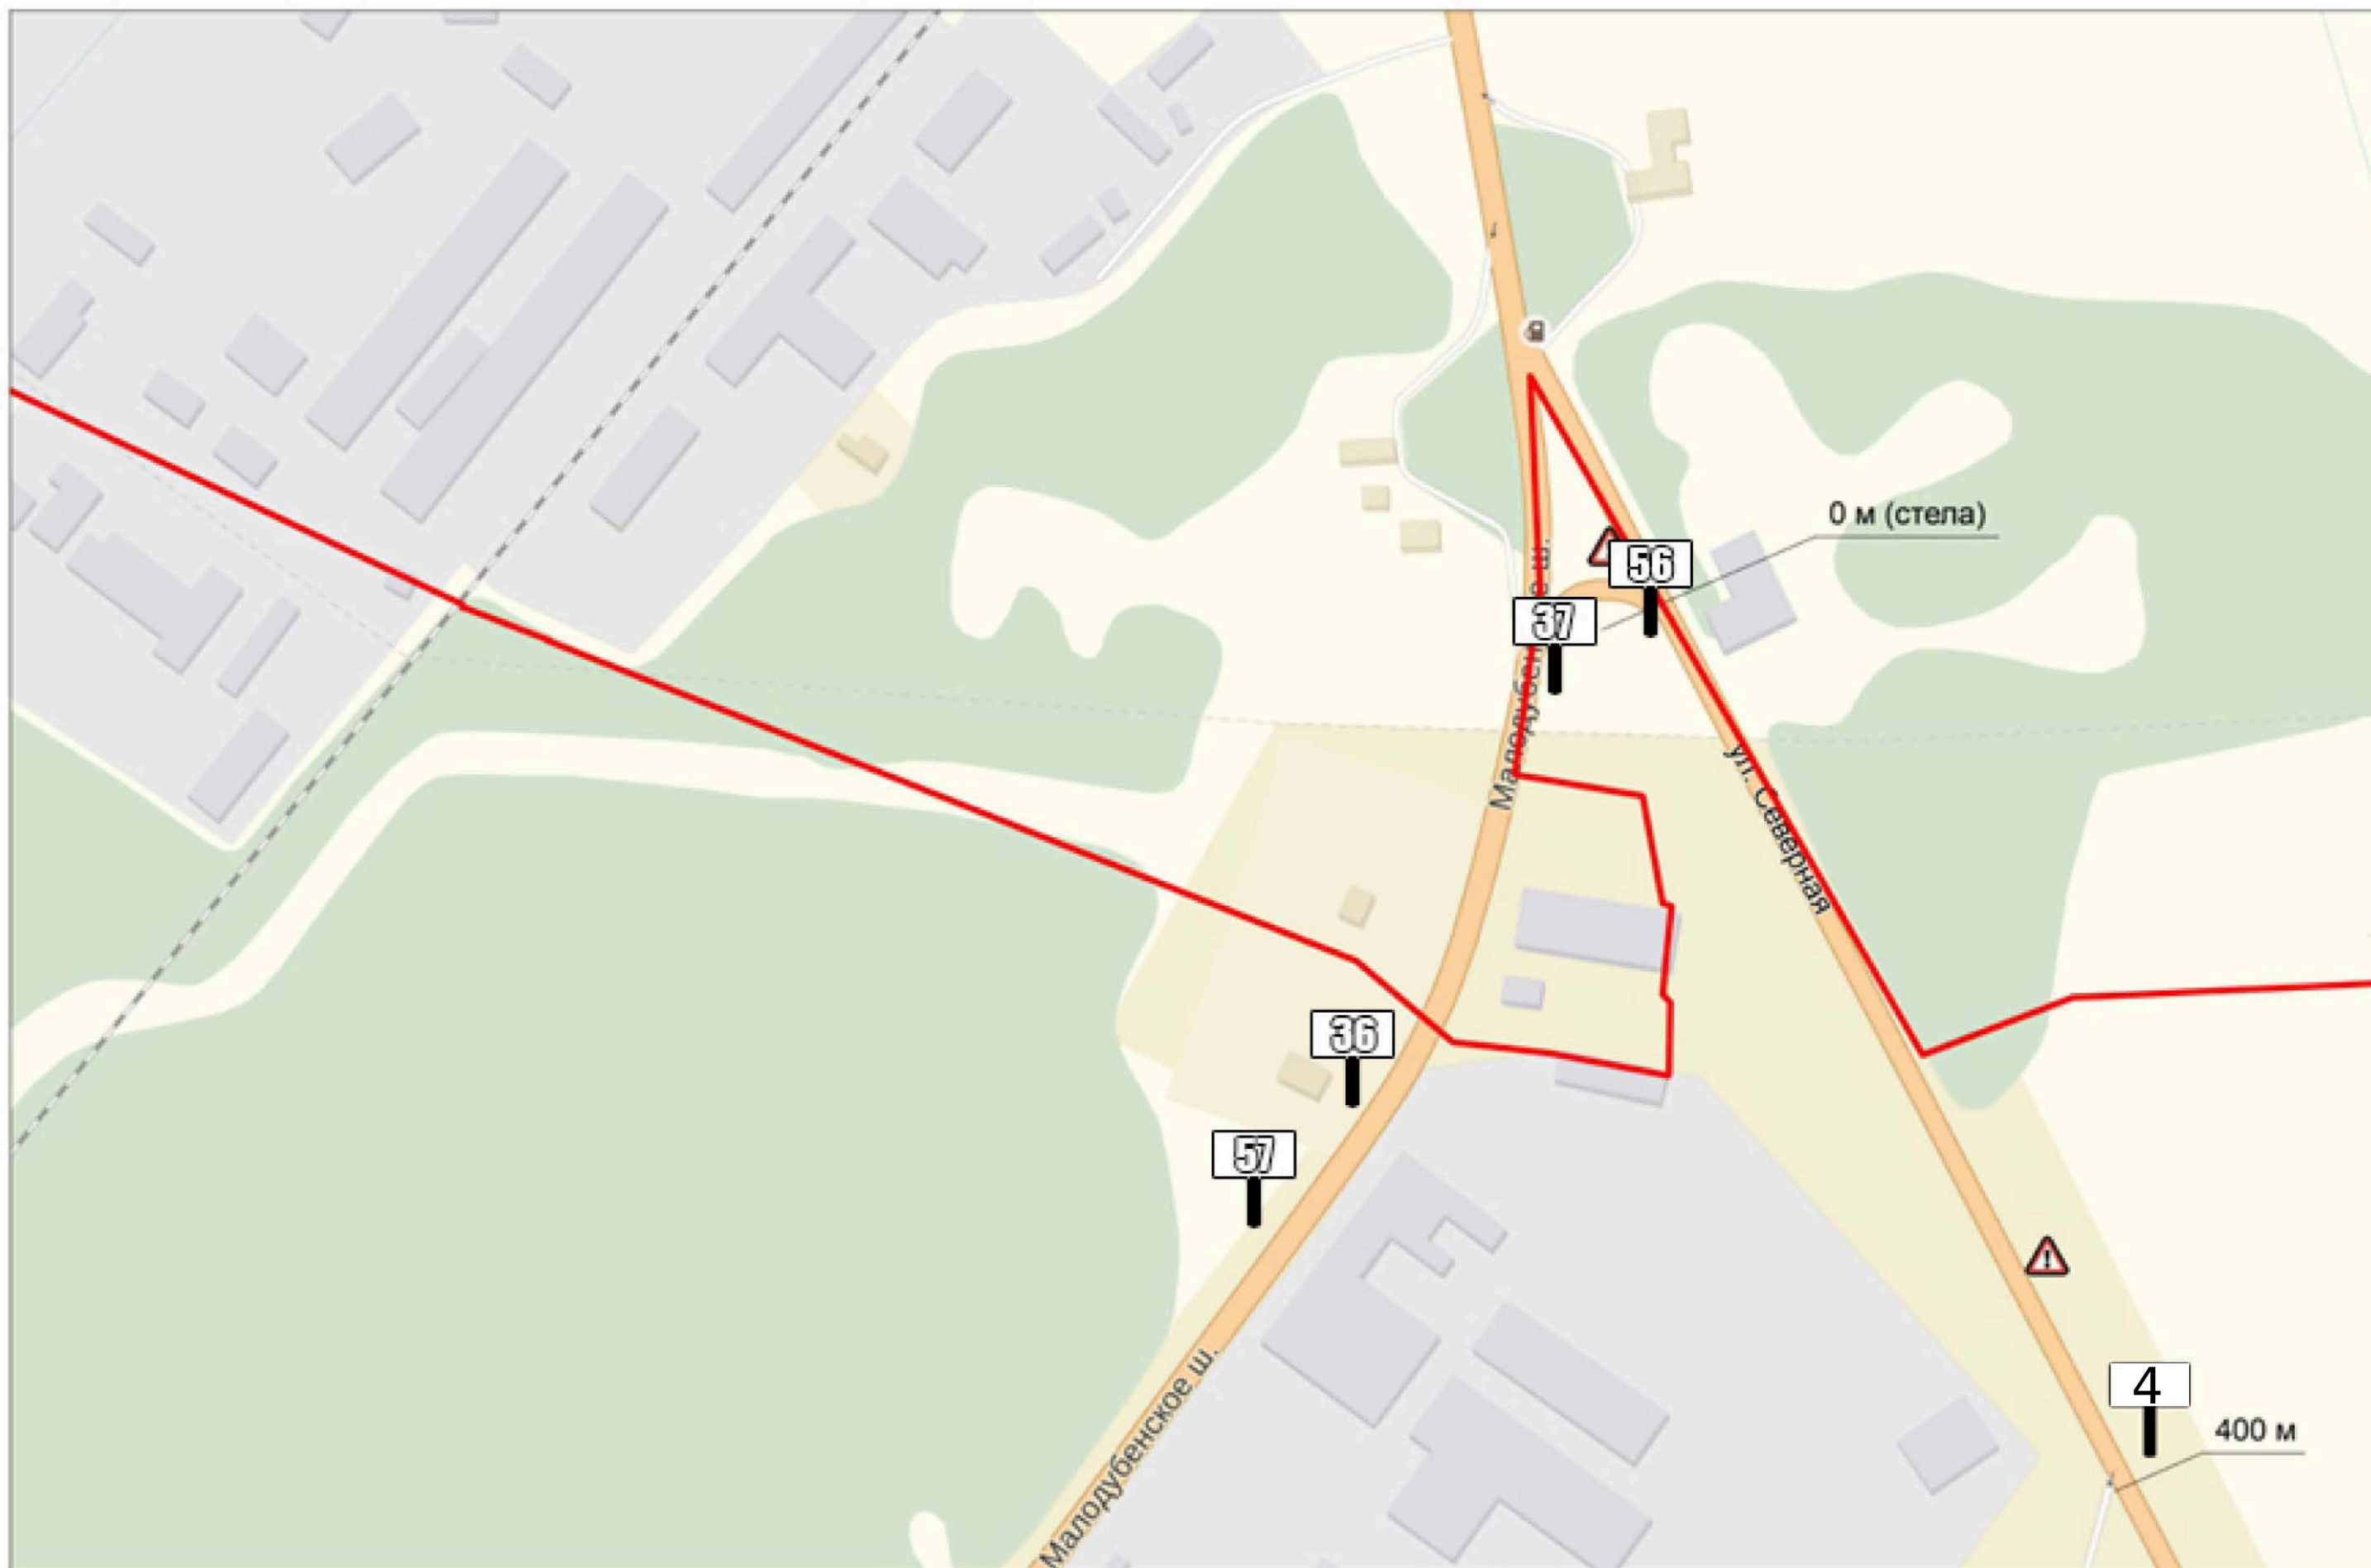 0 м (стела)
56
37
Малодубенское ш.
ул. Северная
36
57
4
400 м
Малодубенское ш.